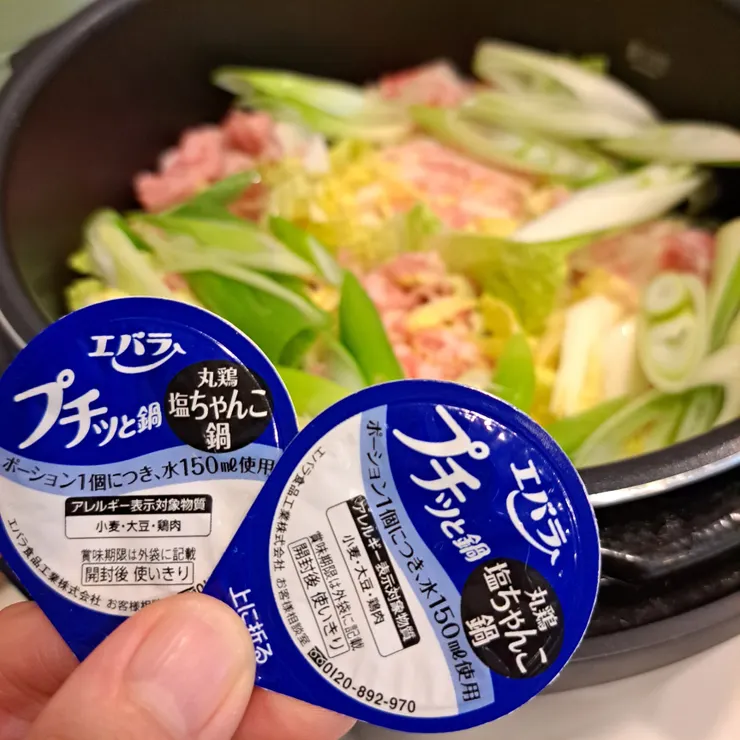 エバラ
プチッと鍋
丸鶏
塩ちゃんこ
鍋
ポーション1個につき、水150㎖使用
アレルギー表示対象物質
小麦・大豆・鶏肉
賞味期限は外袋に記載
開封後 使いきり
エバラ食品工業株式会社 お客様相談
上に折る
エバラ
プチッと鍋
丸鶏
塩ちゃんこ
鍋
ポーション1個につき、水150㎖使用
アレルギー表示対象物質
小麦・大豆・鶏肉
賞味期限は外袋に記載
開封後 使いきり
エバラ食品工業株式会社 お客様相談室
0120-892-970